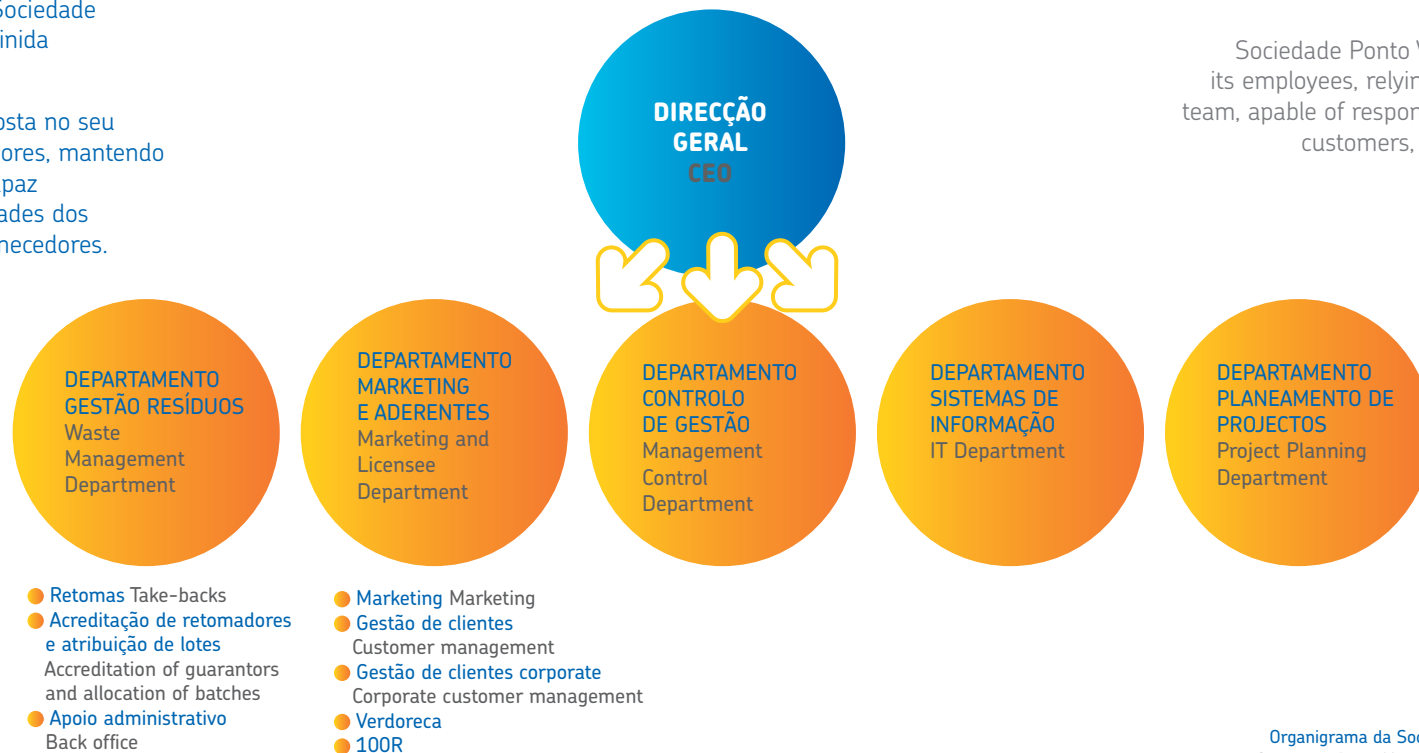 Sociedade
inida
osta no seu
ores, mantendo
paz
ades dos
necedores.
Sociedade Ponto
its employees, relyin
team, apable of respon
customers,
DIRECÇÃO
GERAL
CEO
DEPARTAMENTO
GESTÃO RESÍDUOS
Waste
Management
Department
DEPARTAMENTO
MARKETING
E ADERENTES
Marketing and
Licensee
Department
DEPARTAMENTO
CONTROLO
DE GESTÃO
Management
Control
Department
DEPARTAMENTO
SISTEMAS DE
INFORMAÇÃO
IT Department
DEPARTAMENTO
PLANEAMENTO DE
PROJECTOS
Project Planning
Department
Retomas Take-backs
Acreditação de retomadores
e atribuição de lotes
Accreditation of guarantors
and allocation of batches
Apoio administrativo
Back office
Marketing Marketing
Gestão de clientes
Customer management
Gestão de clientes corporate
Corporate customer management
Verdoreca
100R
Organigrama da Soc